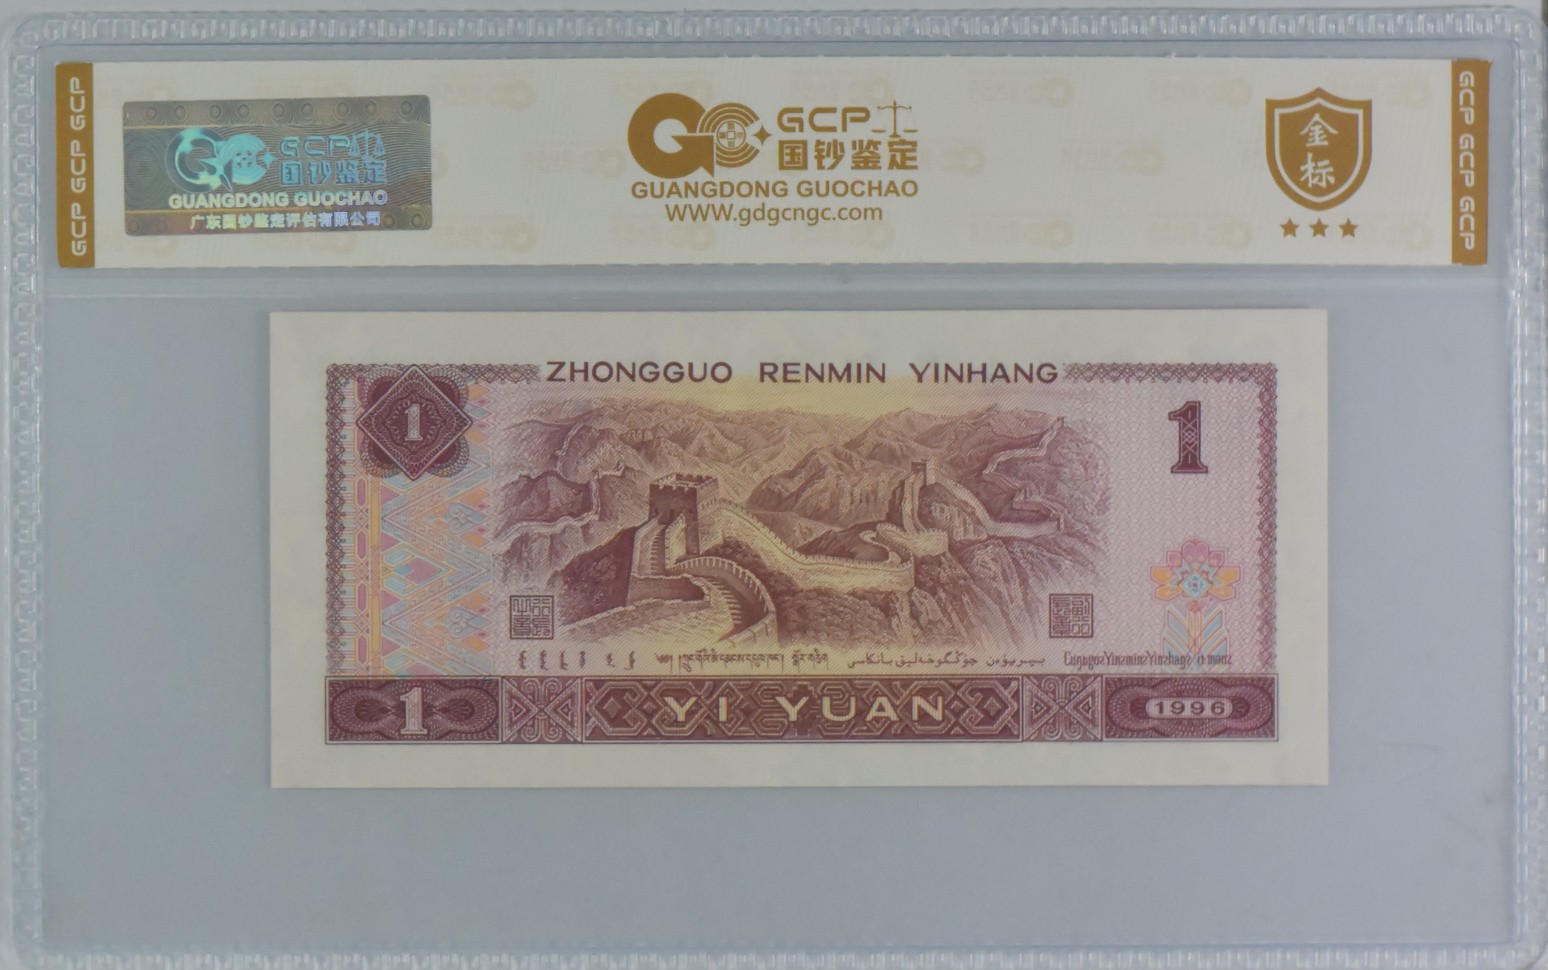 GCP GCP GCP
GCP
国钞鉴定
GUANGDONG GUOCHAO
广东国钞鉴定评估有限公司
GCP
国钞鉴定
GUANGDONG GUOCHAO
WWW.gdgcngc.com
金
标
GCP GCP GCP
ZHONGGUO RENMIN YINHANG
1
1
1
YI YUAN
1996